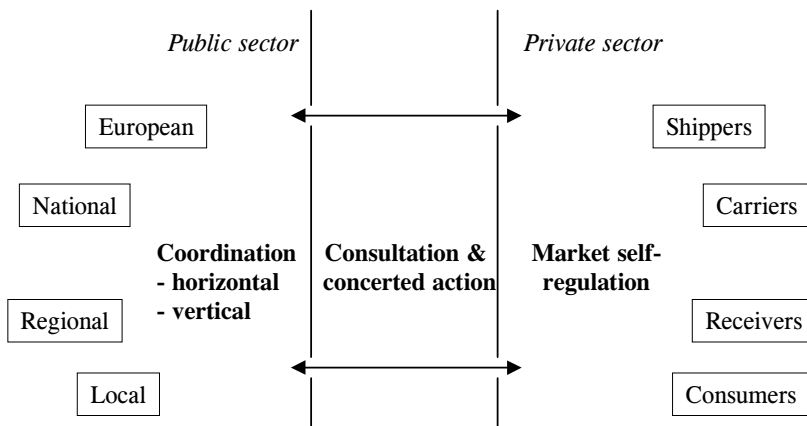 Public sector
Private sector
European
Shippers
National
Carriers
Coordination
- horizontal
- vertical
Consultation &
concerted action
Market self-
regulation
Regional
Receivers
Local
Consumers